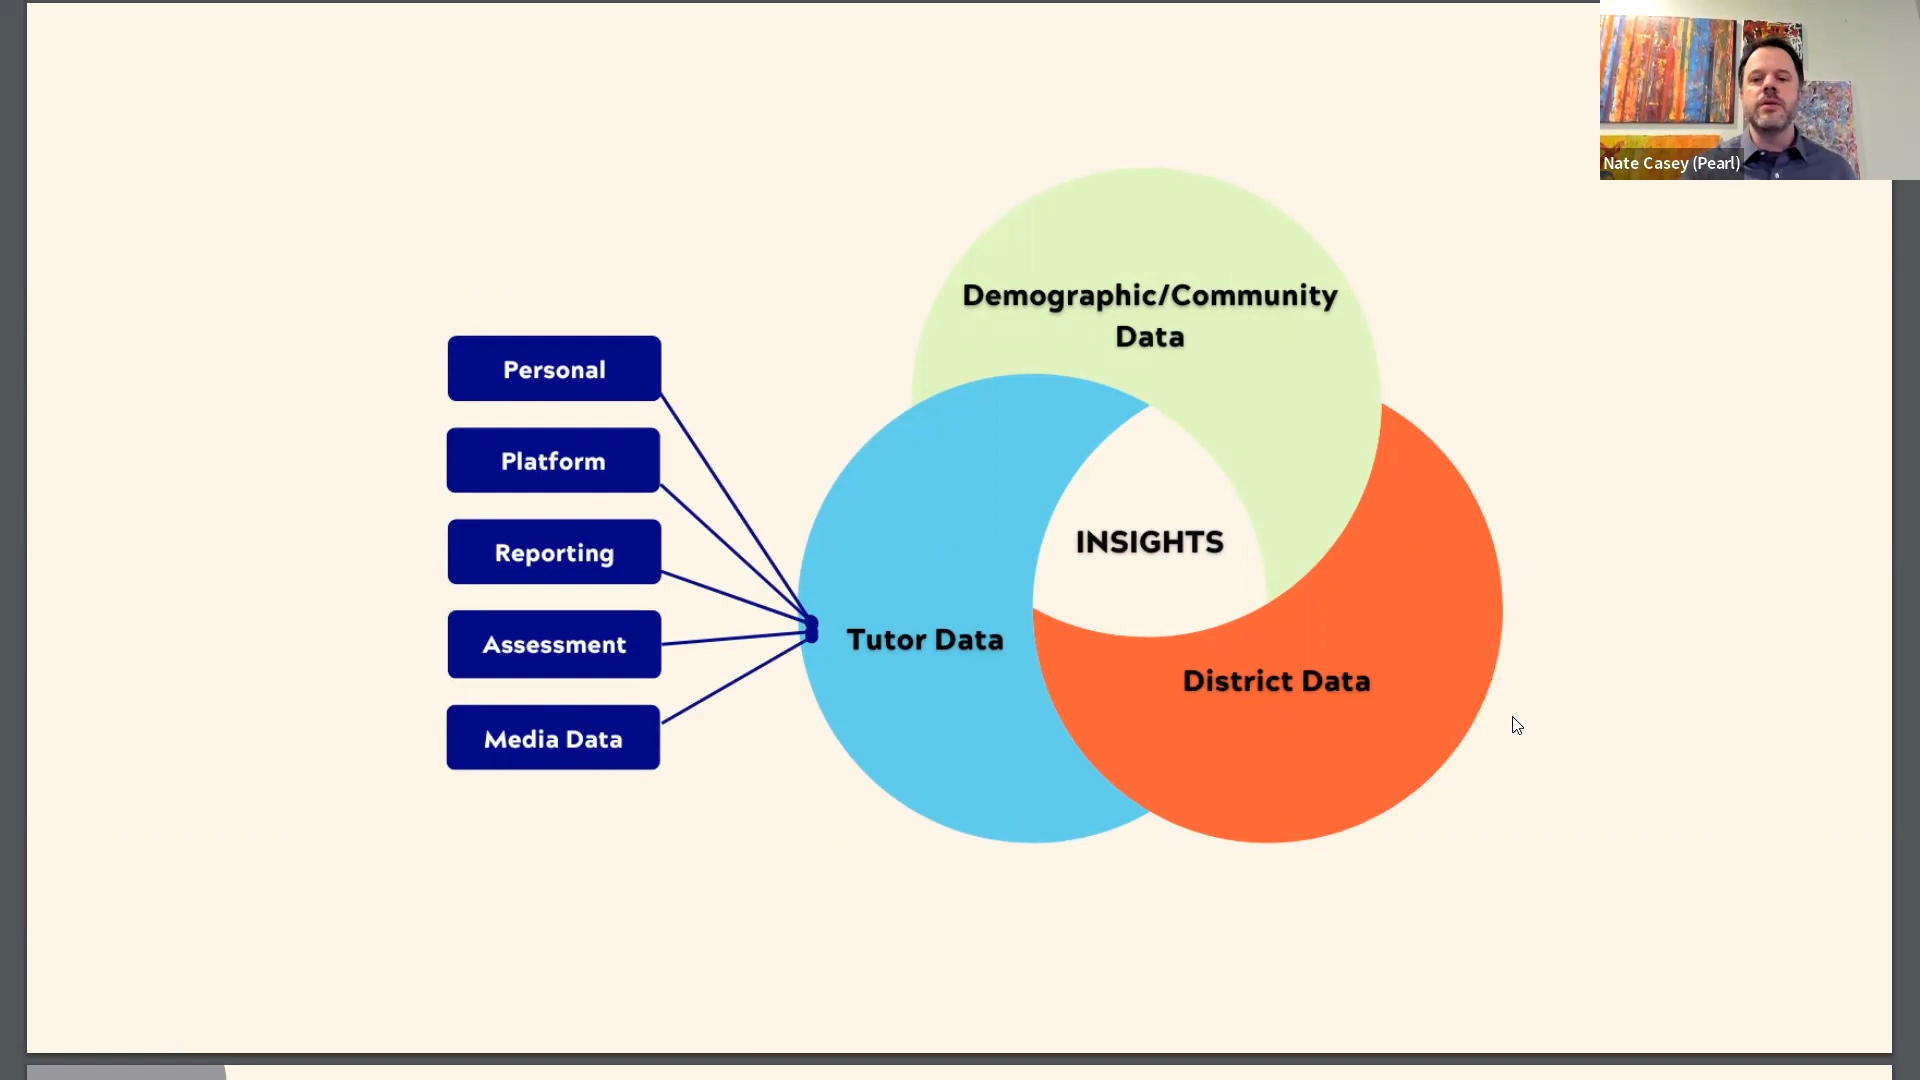 Nate Casey (Pearl)
Demographic/Community
Data
Personal
Platform
Reporting
Assessment
Media Data
INSIGHTS
Tutor Data
District Data